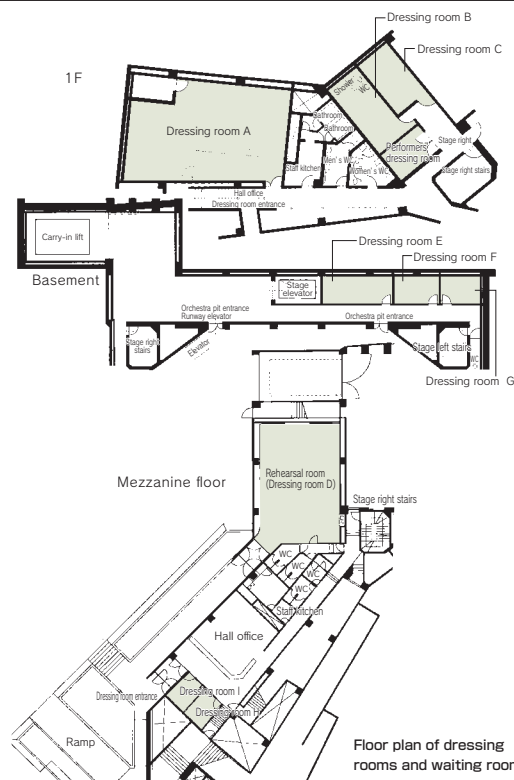 Dressing room B
Dressing room C
1F
Shower
WC
Dressing room A
Bathroom
Bathroom
Performers'
dressing room
Stage right
Staff kitchen
Men's WC
Women's WC
Stage right stairs
Hall office
Dressing room entrance
Carry-in lift
Basement
Dressing room E
Dressing room F
Stage
elevator
Orchestra pit entrance
Runway elevator
Orchestra pit entrance
Stage right
stairs
Elevator
Stage left stairs
WC
Dressing room G
Mezzanine floor
Rehearsal room
(Dressing room D)
Stage right stairs
WC
WC
WC
WC
Staff kitchen
Hall office
Dressing room entrance
Dressing room I
Dressing room H
Ramp
Floor plan of dressing
rooms and waiting room